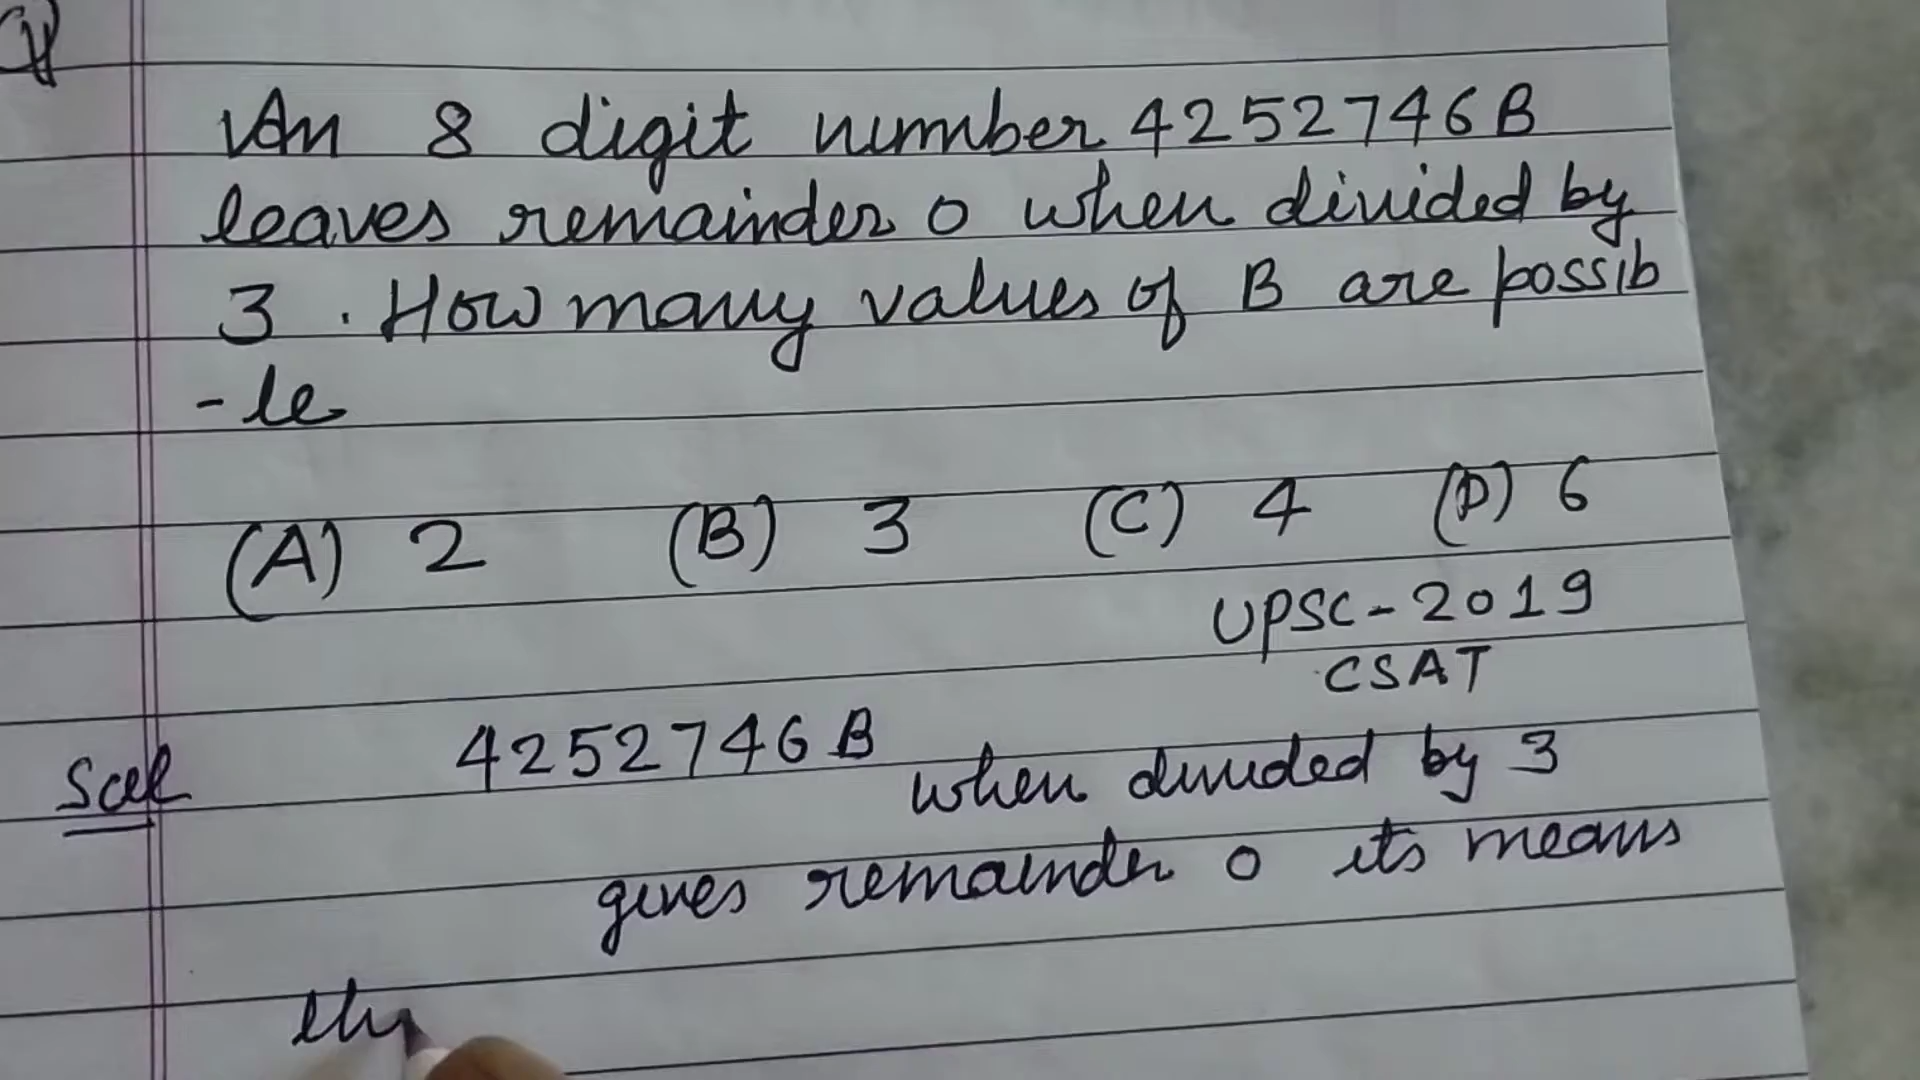 An 8 digit number 4252746B
leaves remainder 0 when divided by
3. How many values of B are possib
-le
(A) 2 (B) 3 (C) 4 (D) 6
UPSC-2019
CSAT
Sol 4252746B when divided by 3
gives remainder 0 its means